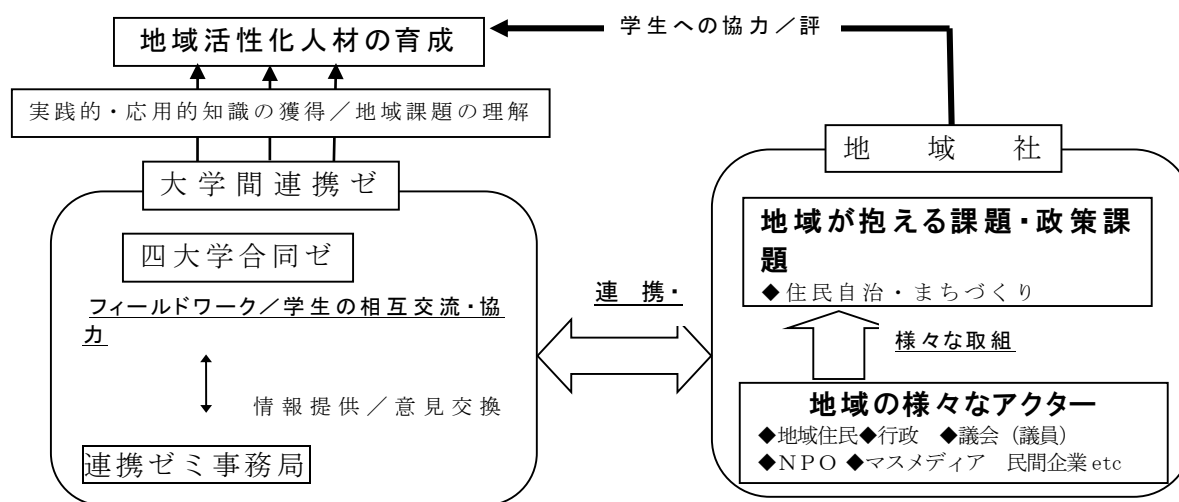 学生への協力／評
地域活性化人材の育成
実践的・応用的知識の獲得／地域課題の理解
大学間連携ゼ
四大学合同ゼ
フィールドワーク／学生の相互交流・協
力
情報提供／意見交換
連携ゼミ事務局
連 携・
地 域 社
地域が抱える課題・政策課
題
◆住民自治・まちづくり
様々な取組
地域の様々なアクター
◆地域住民◆行政 ◆議会（議員）
◆ＮＰＯ ◆マスメディア 民間企業 etc